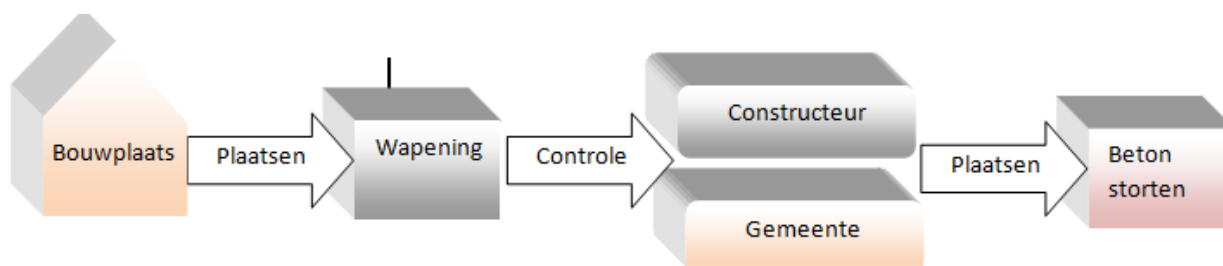 Bouwplaats
Plaatsen
Wapening
Controle
Constructeur
Gemeente
Plaatsen
Beton
storten